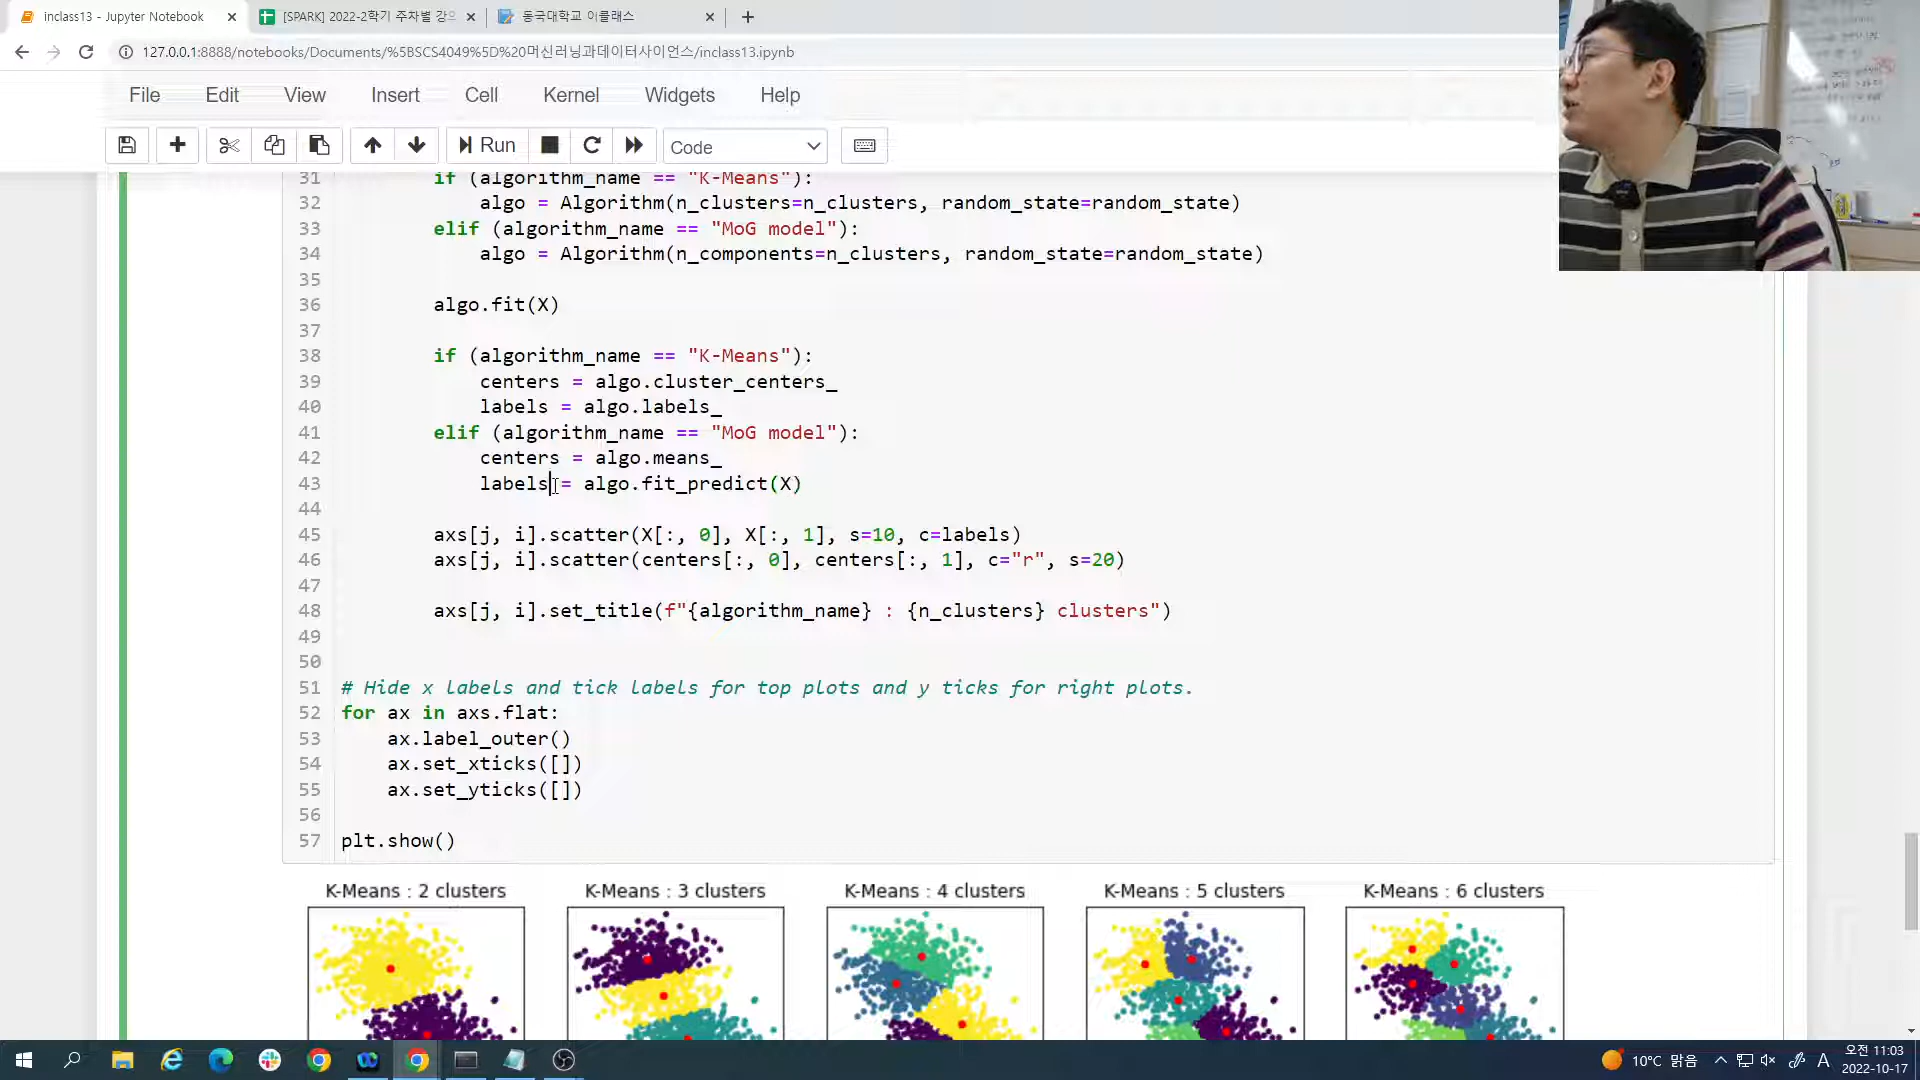 inclass13 - Jupyter Notebook
[SPARK] 2022-2학기 주차별 강의
동국대학교 이클래스
127.0.0.1:8888/notebooks/Documents/%5BSCS4049%5D%20머신러닝과데이터사이언스/inclass13.ipynb
File Edit View Insert Cell Kernel Widgets Help
Run
Code
31 if (algorithm_name == "K-Means"):
32 algo = Algorithm(n_clusters=n_clusters, random_state=random_state)
33 elif (algorithm_name == "MoG model"):
34 algo = Algorithm(n_components=n_clusters, random_state=random_state)
35
36 algo.fit(X)
37
38 if (algorithm_name == "K-Means"):
39 centers = algo.cluster_centers_
40 labels = algo.labels_
41 elif (algorithm_name == "MoG model"):
42 centers = algo.means_
43 labels = algo.fit_predict(X)
44
45 axs[j, i].scatter(X[:, 0], X[:, 1], s=10, c=labels)
46 axs[j, i].scatter(centers[:, 0], centers[:, 1], c="r", s=20)
47
48 axs[j, i].set_title(f"{algorithm_name} : {n_clusters} clusters")
49
50
51 # Hide x labels and tick labels for top plots and y ticks for right plots.
52 for ax in axs.flat:
53 ax.label_outer()
54 ax.set_xticks([])
55 ax.set_yticks([])
56
57 plt.show()
K-Means : 2 clusters
K-Means : 3 clusters
K-Means : 4 clusters
K-Means : 5 clusters
K-Means : 6 clusters
10°C 맑음
A
오전 11:03
2022-10-17